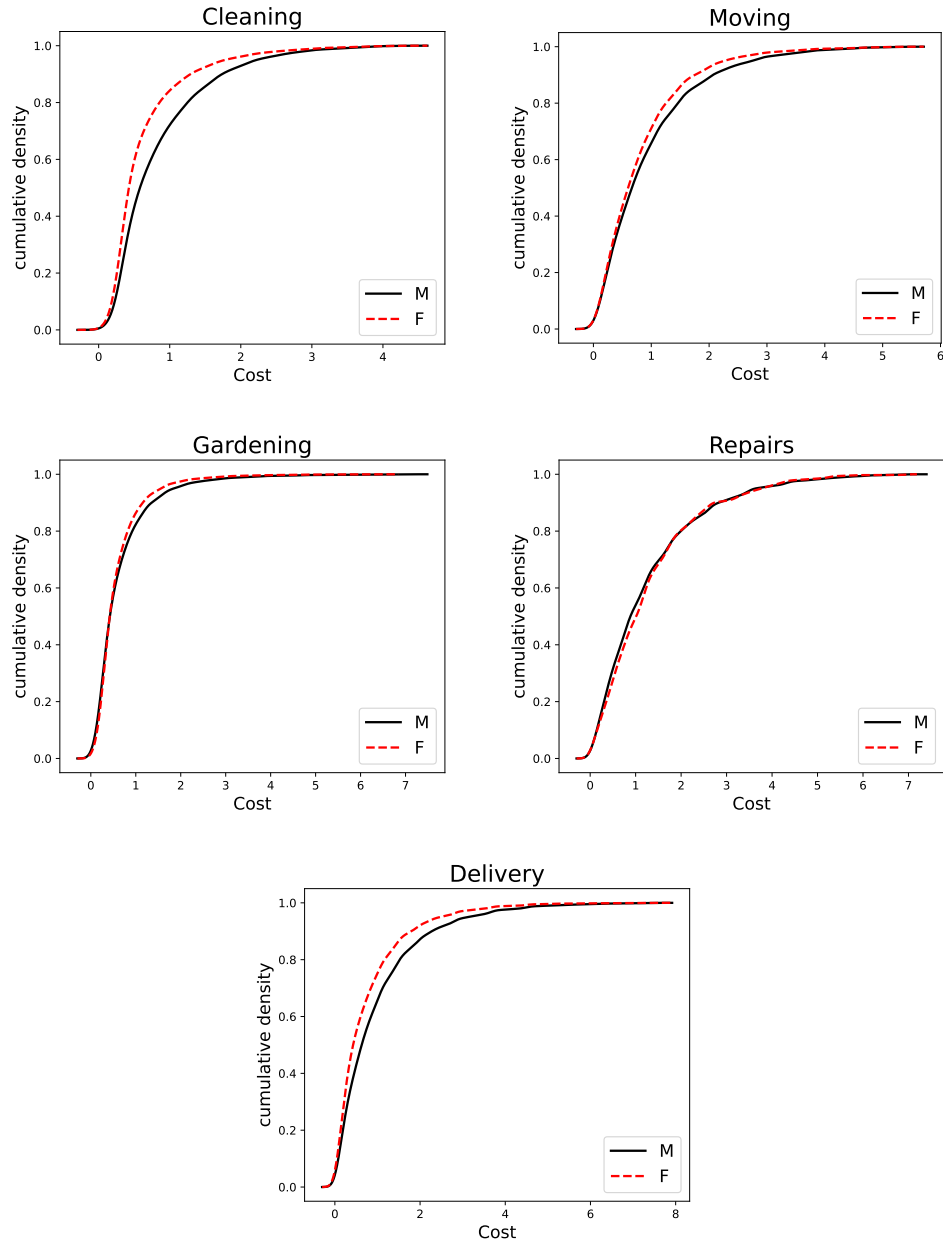 Cleaning
cumulative density
1.0
0.8
0.6
0.4
0.2
0.0
M
F
0 1 2 3 4
Cost
Moving
cumulative density
1.0
0.8
0.6
0.4
0.2
0.0
M
F
0 1 2 3 4 5 6
Cost
Gardening
cumulative density
1.0
0.8
0.6
0.4
0.2
0.0
M
F
0 1 2 3 4 5 6 7
Cost
Repairs
cumulative density
1.0
0.8
0.6
0.4
0.2
0.0
M
F
0 1 2 3 4 5 6 7
Cost
Delivery
cumulative density
1.0
0.8
0.6
0.4
0.2
0.0
M
F
0 2 4 6 8
Cost